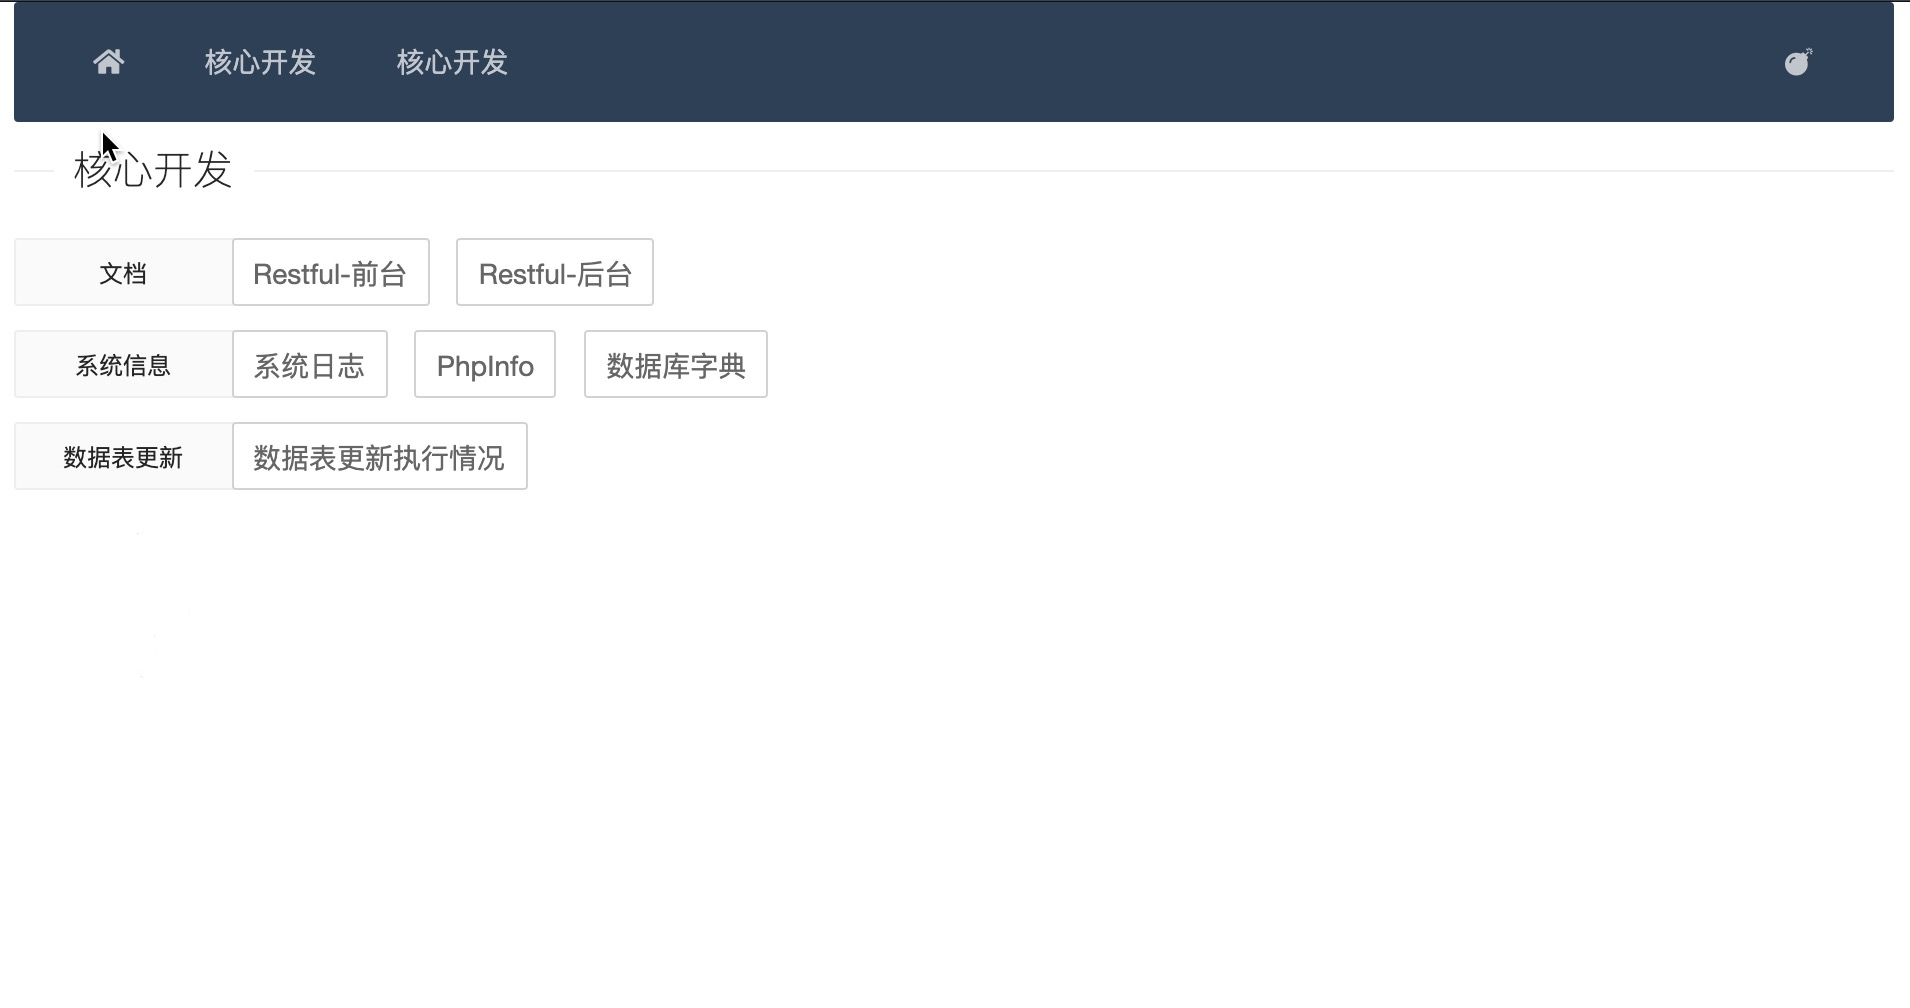 核心开发 核心开发
核心开发
文档 Restful-前台 Restful-后台
系统信息 系统日志 PhpInfo 数据库字典
数据表更新 数据表更新执行情况